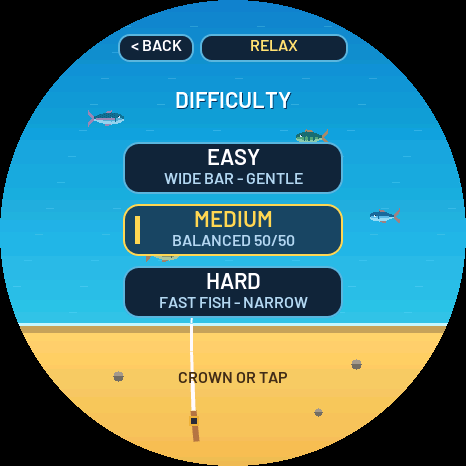 < BACK
RELAX
DIFFICULTY
EASY
WIDE BAR - GENTLE
MEDIUM
BALANCED 50/50
HARD
FAST FISH - NARROW
CROWN OR TAP